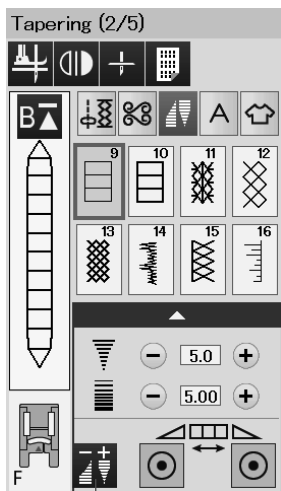 Tapering (2/5)
B
A
9 10 11 12
13 14 15 16
− 5.0 +
− 5.00 +
F
− +